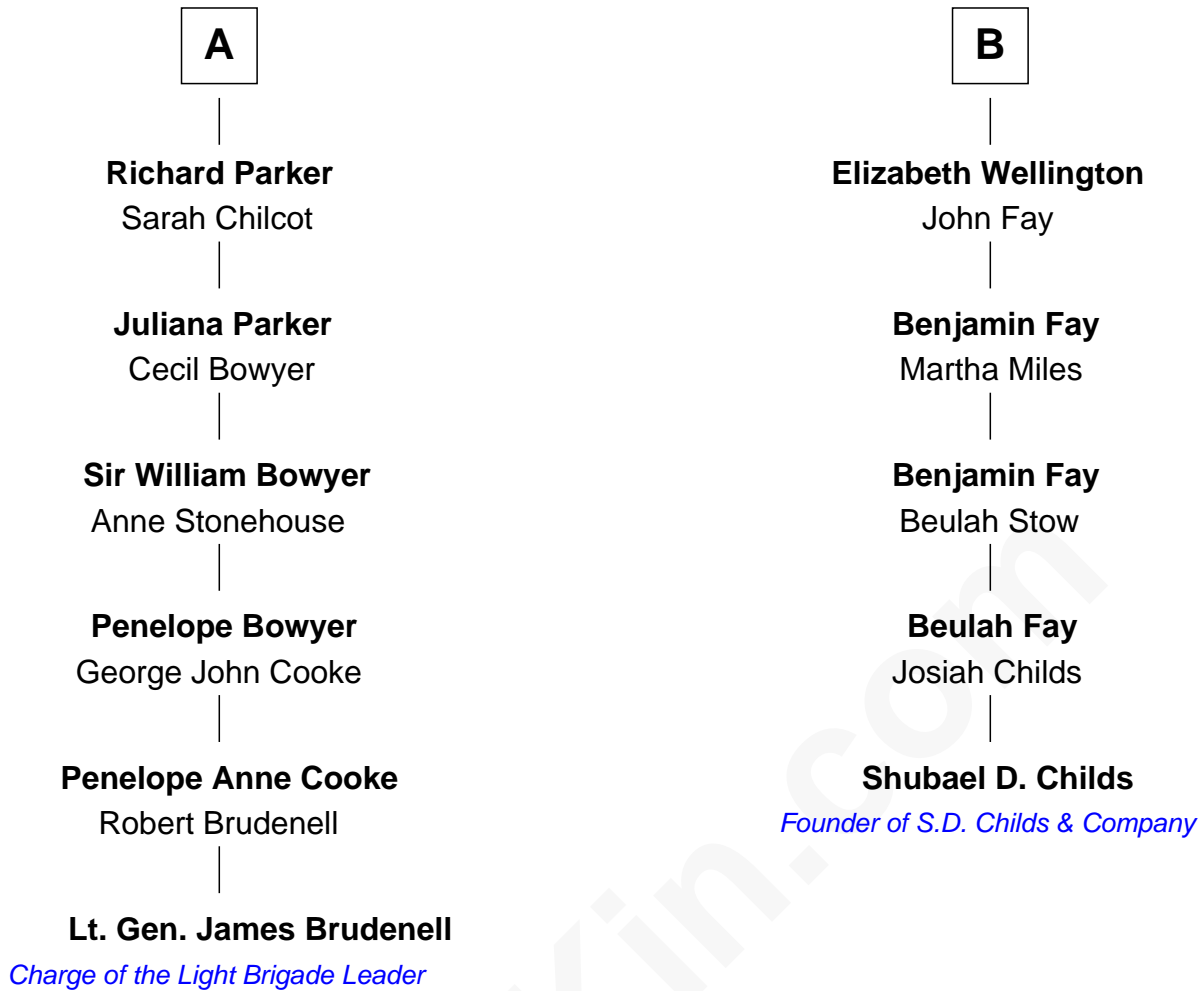 A
Richard Parker
Sarah Chilcot
Juliana Parker
Cecil Bowyer
Sir William Bowyer
Anne Stonehouse
Penelope Bowyer
George John Cooke
Penelope Anne Cooke
Robert Brudenell
Lt. Gen. James Brudenell
Charge of the Light Brigade Leader
B
Elizabeth Wellington
John Fay
Benjamin Fay
Martha Miles
Benjamin Fay
Beulah Stow
Beulah Fay
Josiah Childs
Shubael D. Childs
Founder of S.D. Childs & Company
Kin.com